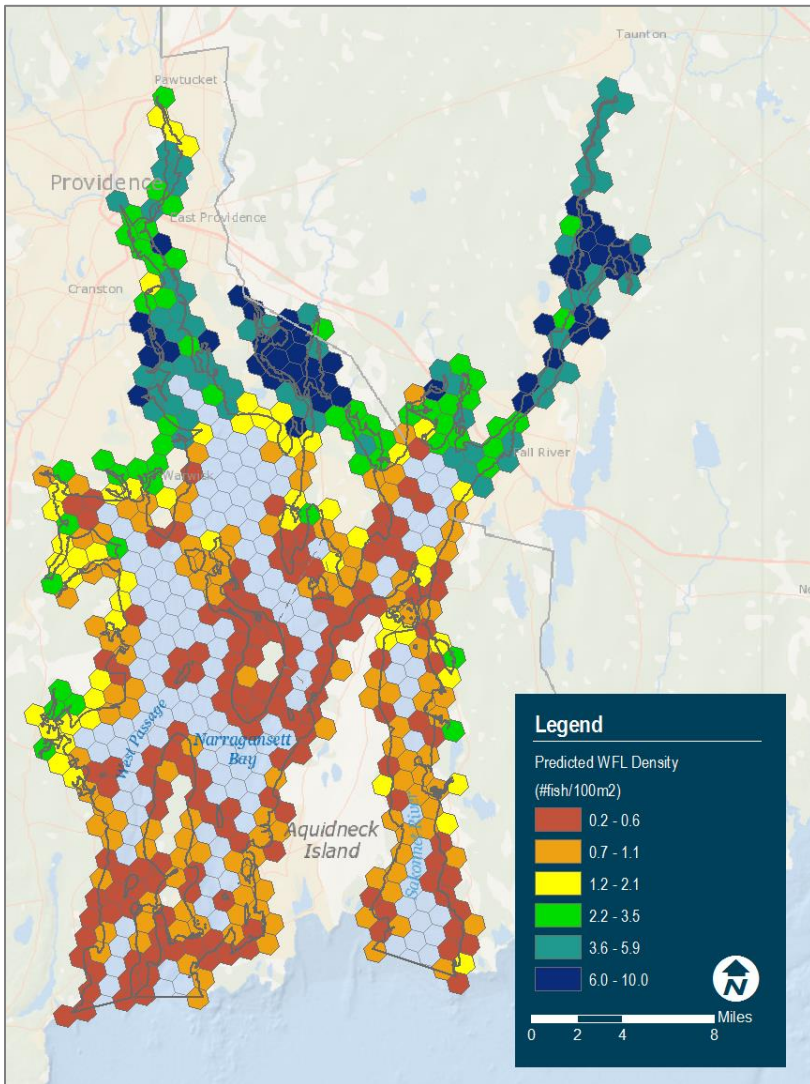 Taunton
Pawtucket
Providence
East Providence
Cranston
Fall River
Warwick
West Passage
Narragansett
Bay
Aquidneck
Island
Sakonnet River
Legend
Predicted WFL Density
(#fish/100m2)
0.2 - 0.6
0.7 - 1.1
1.2 - 2.1
2.2 - 3.5
3.6 - 5.9
6.0 - 10.0
N
Miles
0 2 4 8